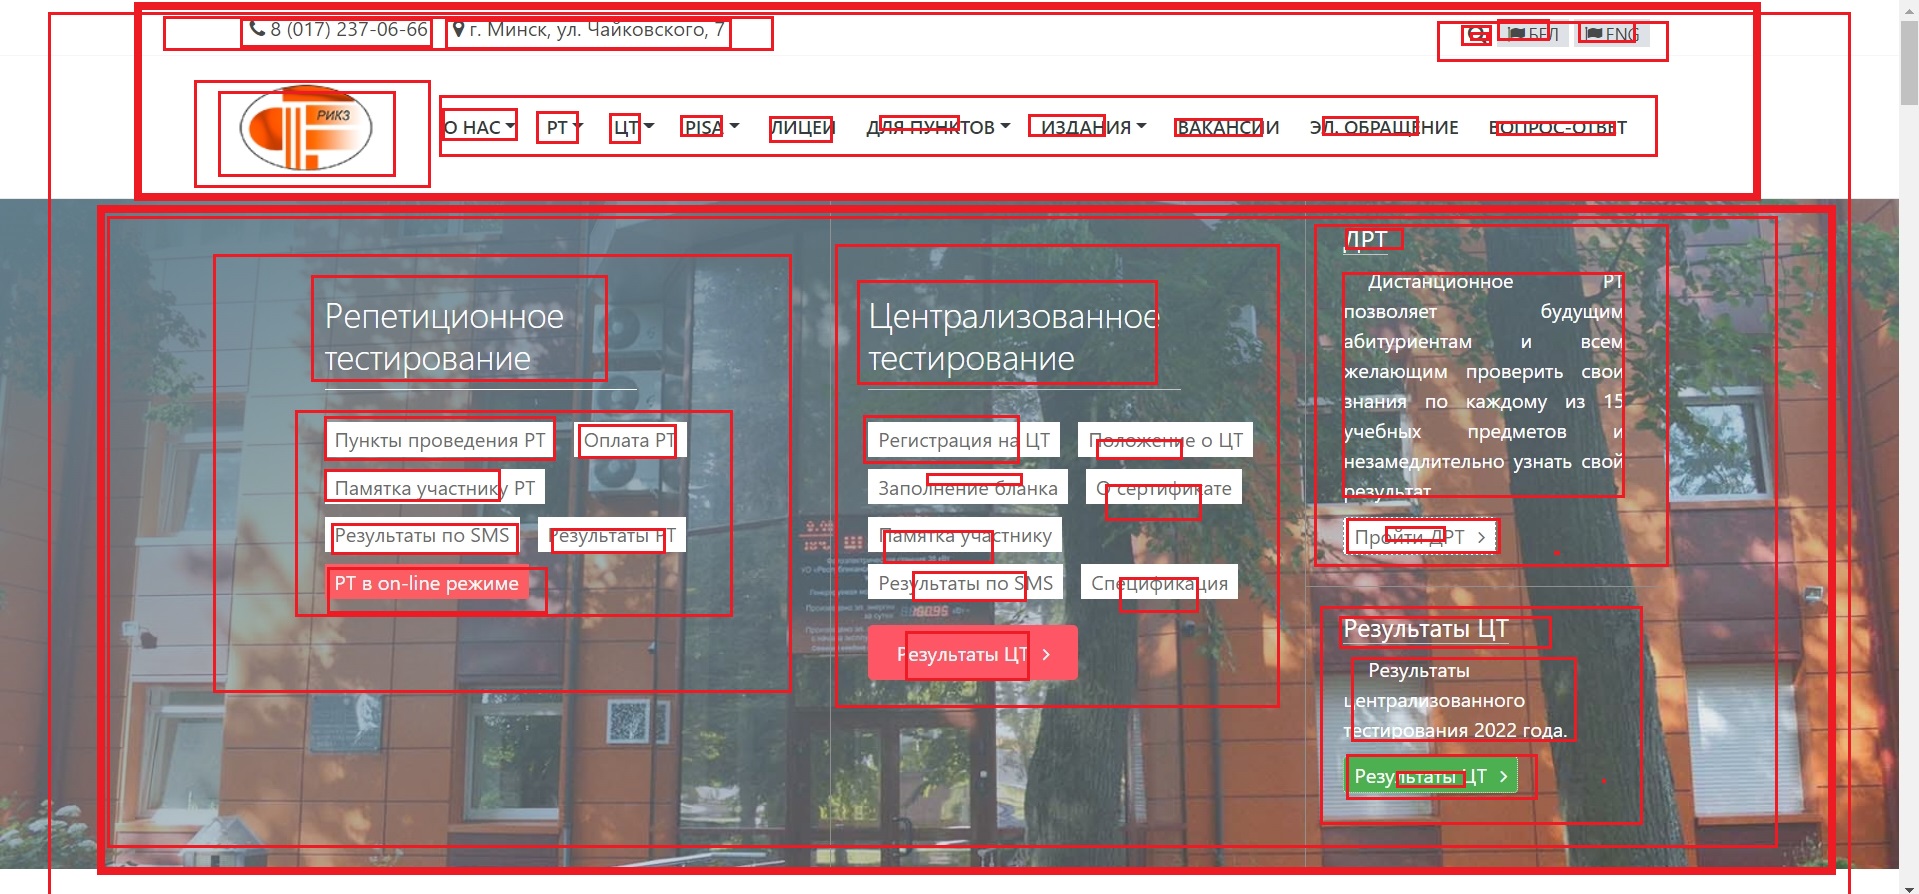 8 (017) 237-06-66
г. Минск, ул. Чайковского, 7
БЕЛ
ENG
РИКЗ
О НАС
РТ
ЦТ
PISA
ЛИЦЕИ
ДЛЯ ПУНКТОВ
ИЗДАНИЯ
ВАКАНСИИ
ЭЛ. ОБРАЩЕНИЕ
ВОПРОС-ОТВЕТ
Репетиционное
тестирование
Пункты проведения РТ
Оплата РТ
Памятка участнику РТ
Результаты по SMS
Результаты РТ
РТ в on-line режиме
Централизованное
тестирование
Регистрация на ЦТ
Положение о ЦТ
Заполнение бланка
О сертификате
Памятка участнику
Результаты по SMS
Спецификация
Результаты ЦТ
ДРТ
Дистанционное РТ
позволяет будущим
абитуриентам и всем
желающим проверить свои
знания по каждому из 15
учебных предметов и
незамедлительно узнать свой
результат
Пройти ДРТ
Результаты ЦТ
Результаты
централизованного
тестирования 2022 года.
Результаты ЦТ